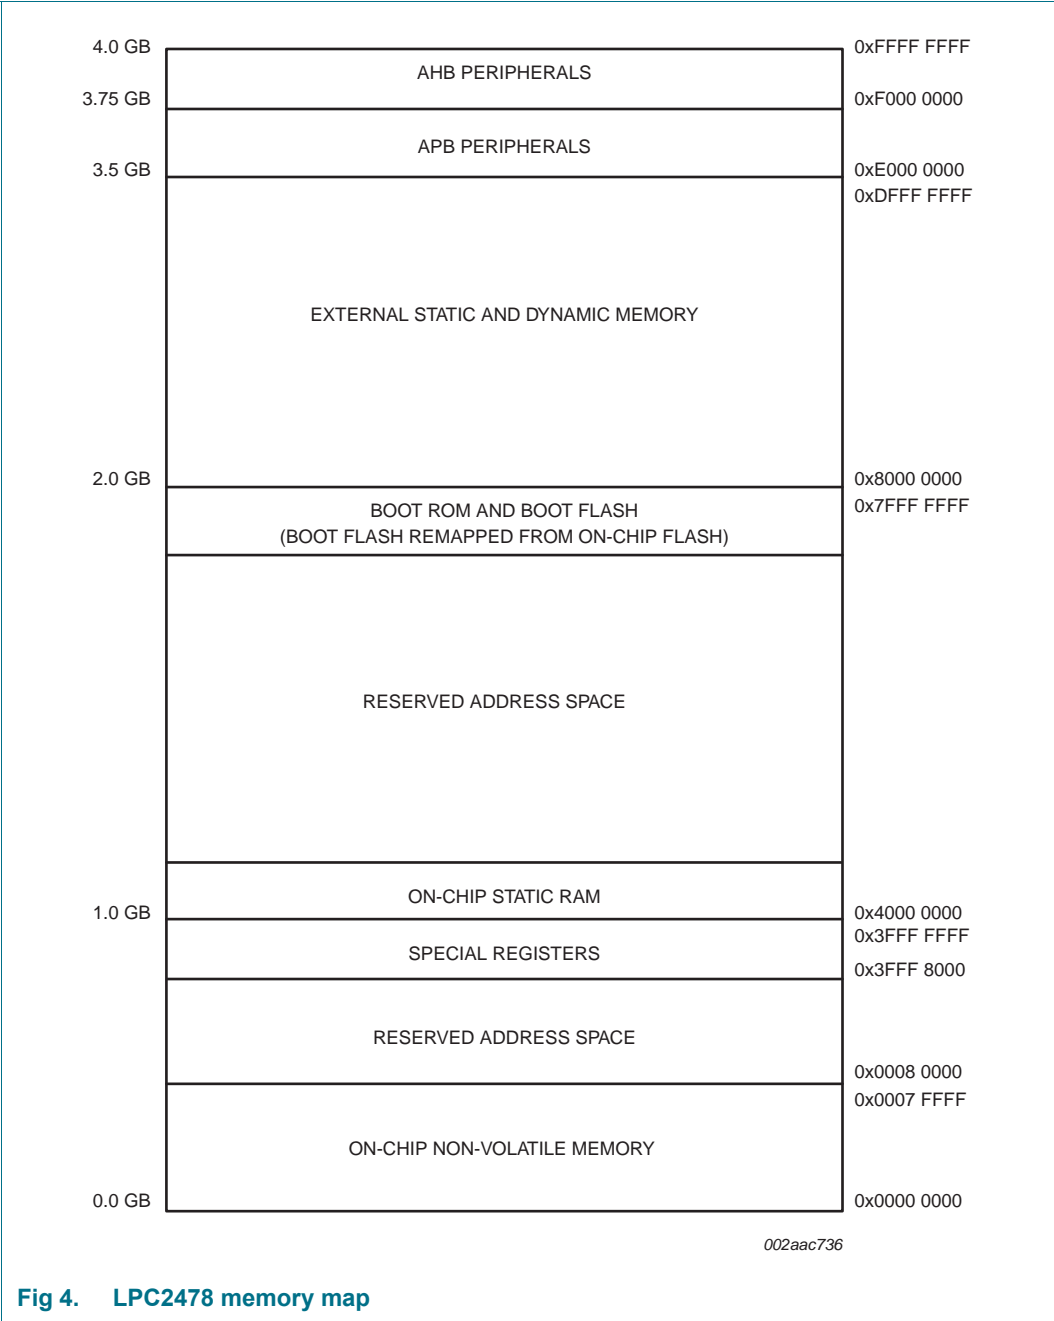 4.0 GB
0xFFFF FFFF
AHB PERIPHERALS
3.75 GB
0xF000 0000
APB PERIPHERALS
3.5 GB
0xE000 0000
0xDFFF FFFF
EXTERNAL STATIC AND DYNAMIC MEMORY
2.0 GB
0x8000 0000
0x7FFF FFFF
BOOT ROM AND BOOT FLASH
(BOOT FLASH REMAPPED FROM ON-CHIP FLASH)
RESERVED ADDRESS SPACE
ON-CHIP STATIC RAM
1.0 GB
0x4000 0000
0x3FFF FFFF
SPECIAL REGISTERS
0x3FFF 8000
RESERVED ADDRESS SPACE
0x0008 0000
0x0007 FFFF
ON-CHIP NON-VOLATILE MEMORY
0.0 GB
0x0000 0000
002aac736
Fig 4. LPC2478 memory map